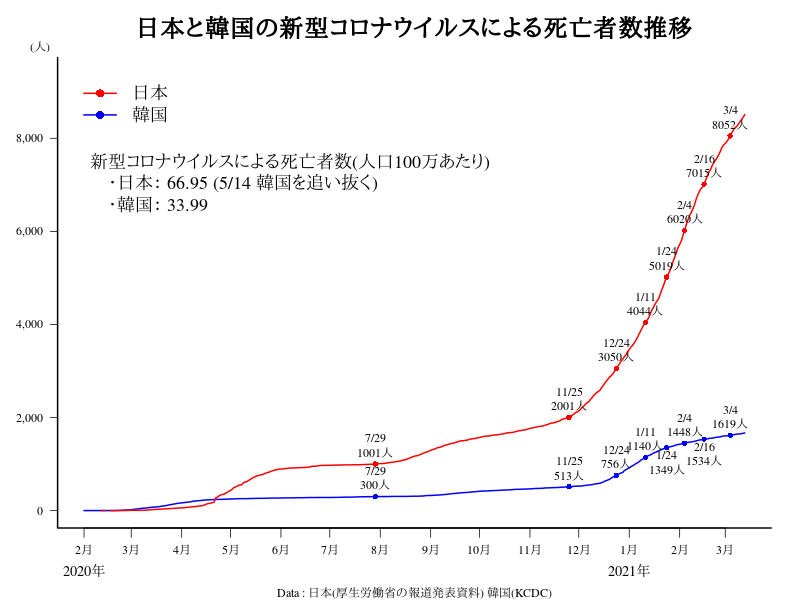 日本と韓国の新型コロナウイルスによる死亡者数推移
(人)
日本
韓国
新型コロナウイルスによる死亡者数(人口100万あたり)
・日本: 66.95 (5/14 韓国を追い抜く)
・韓国: 33.99
8,000
6,000
4,000
2,000
0
3/4
8052人
2/16
7015人
2/4
6020人
1/24
5019人
1/11
4044人
12/24
3050人
11/25
2001人
7/29
1001人
7/29
300人
11/25
513人
12/24
756人
1/11
1140人
1/24
1349人
2/4
1448人
2/16
1534人
3/4
1619人
2月 3月 4月 5月 6月 7月 8月 9月 10月 11月 12月 1月 2月 3月
2020年 2021年
Data : 日本(厚生労働省の報道発表資料) 韓国(KCDC)